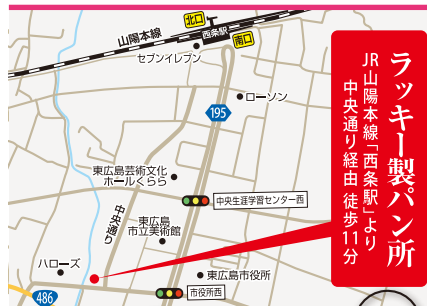 北口
山陽本線
西条駅
南口
セブンイレブン
ローソン
195
東広島芸術文化
ホールくらら
中央生涯学習センター西
中央通り
東広島
市立美術館
ハローズ
東広島市役所
市役所西
486
ラッキー製パン所
JR山陽本線「西条駅」より
中央通り経由 徒歩11分